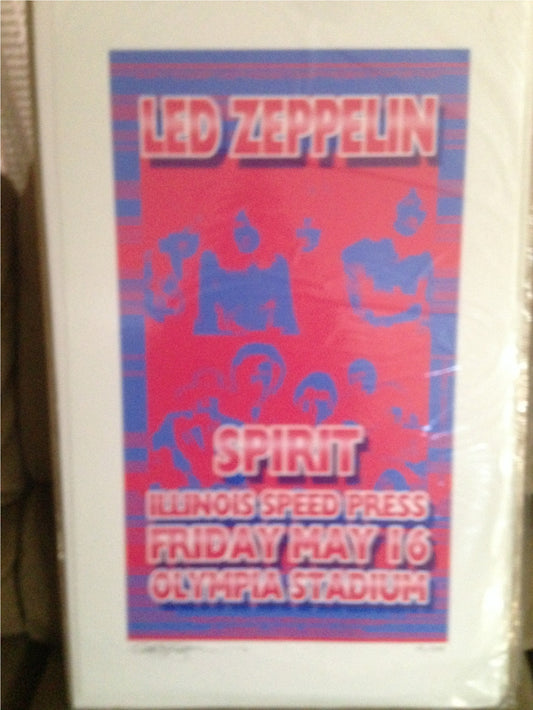 LED ZEPPELIN
SPIRIT
ILLINOIS SPEED PRESS
FRIDAY MAY 16
OLYMPIA STADIUM